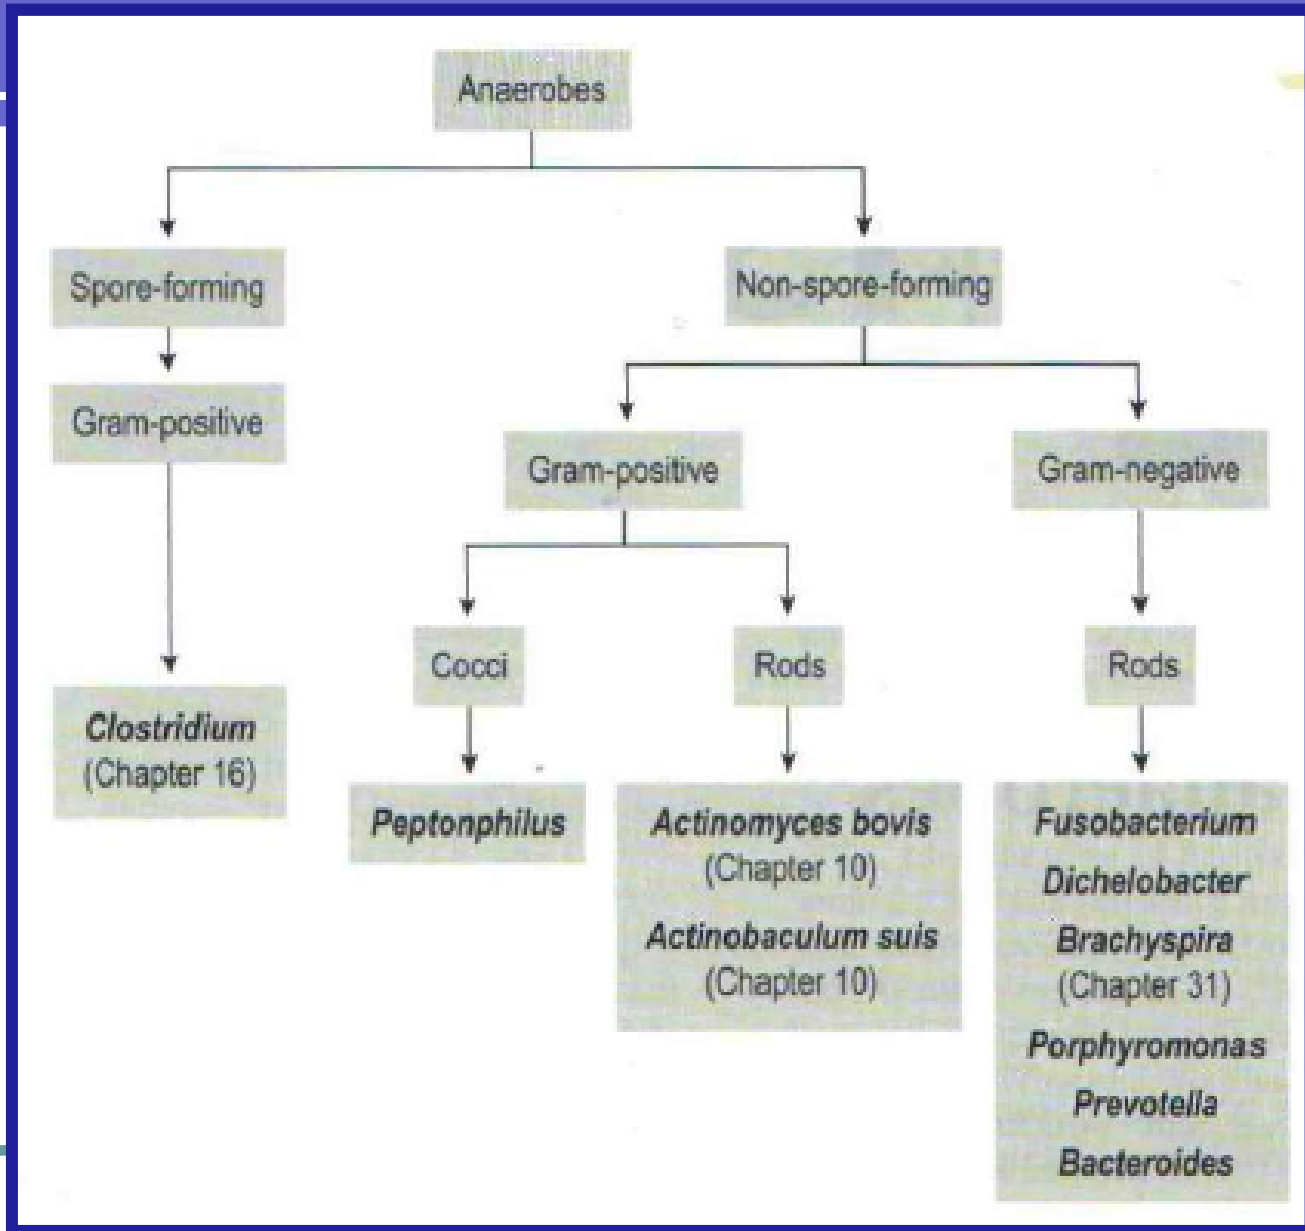 Anaerobes
Spore-forming
Non-spore-forming
Gram-positive
Gram-positive
Gram-negative
Cocci
Rods
Rods
Clostridium
(Chapter 16)
Peptonphilus
Actinomyces bovis
(Chapter 10)
Actinobaculum suis
(Chapter 10)
Fusobacterium
Dichelobacter
Brachyspira
(Chapter 31)
Porphyromonas
Prevotella
Bacteroides